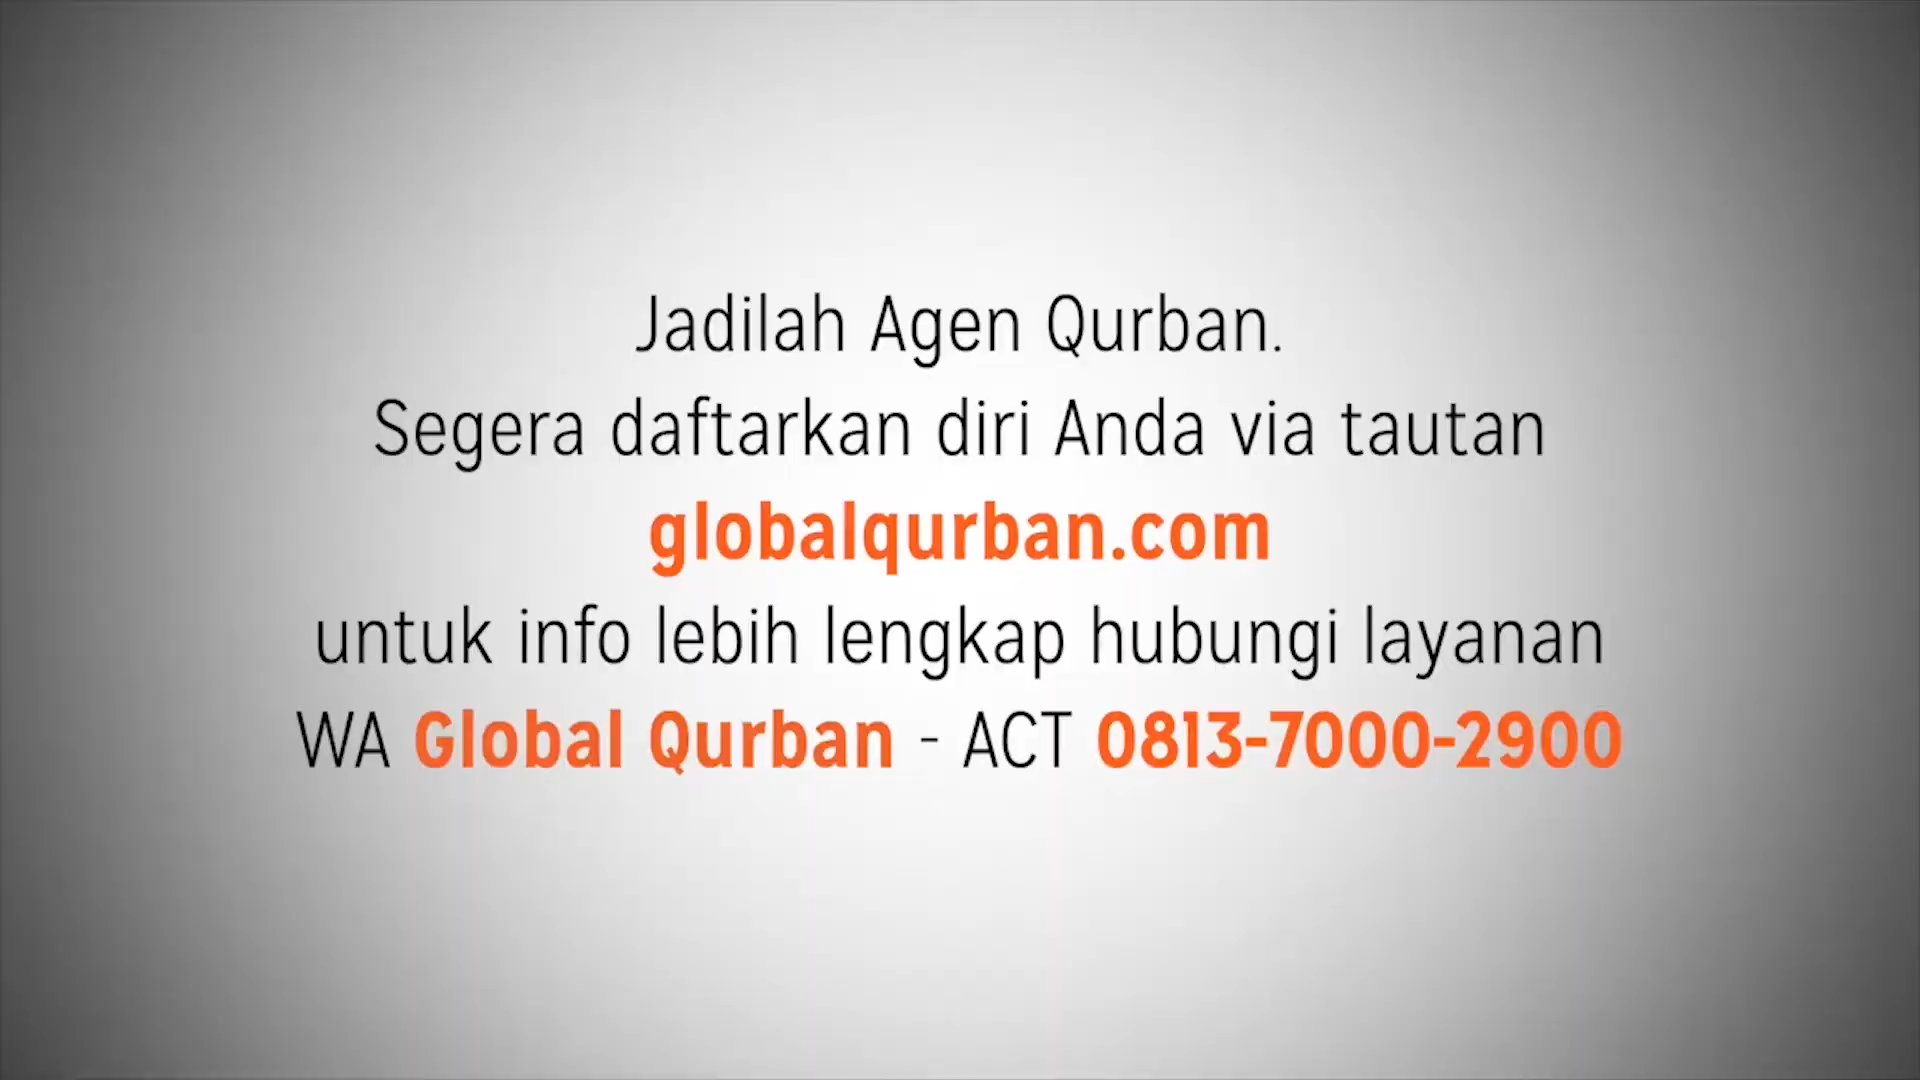 Jadilah Agen Qurban.
Segera daftarkan diri Anda via tautan
globalqurban.com
untuk info lebih lengkap hubungi layanan
WA Global Qurban - ACT 0813-7000-2900